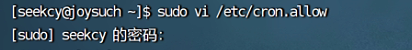 [seekcy@joysuch ~]$ sudo vi /etc/cron.allow
[sudo] seekcy 的密码: